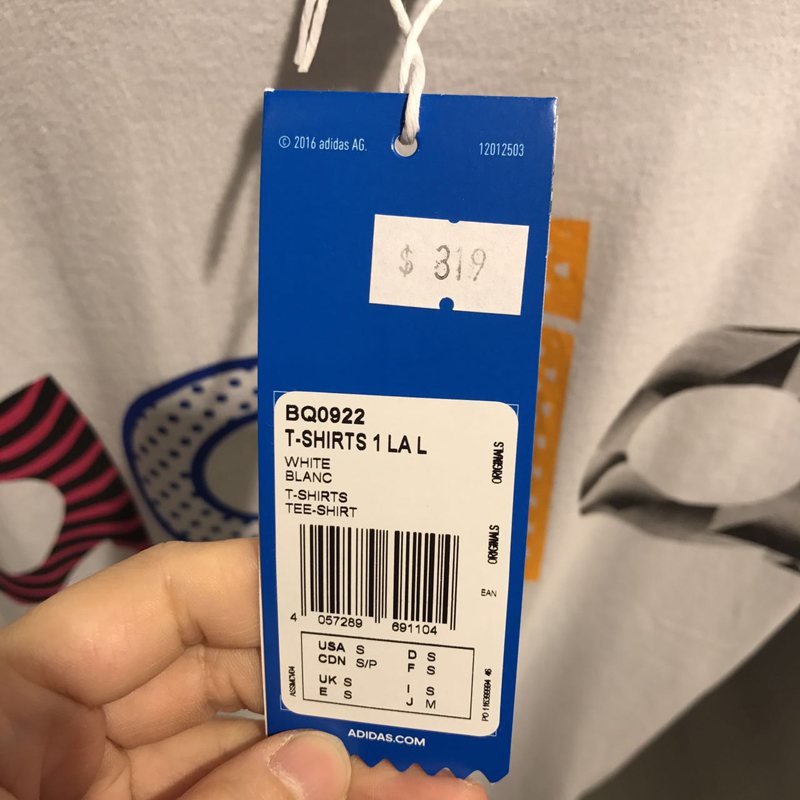 © 2016 adidas AG. 12012503
$ 319
BQ0922
T-SHIRTS 1 LA L
WHITE
BLANC
T-SHIRTS
TEE-SHIRT
ORIGINALS
ORIGINALS
EAN
4 057289 691104
USA S D S
CDN S/P F S
UK S I S
E S J M
ADIDAS.COM